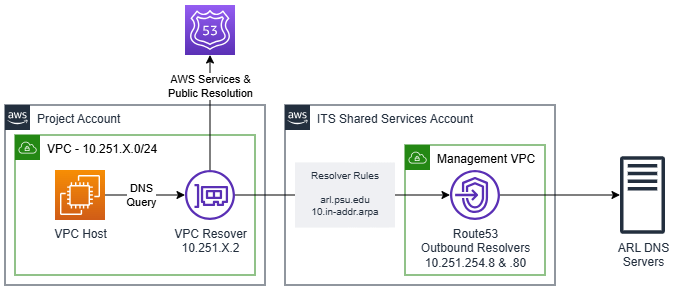 53
AWS Services &
Public Resolution
aws
Project Account
aws
ITS Shared Services Account
VPC - 10.251.X.0/24
Management VPC
DNS
Query
Resolver Rules
arl.psu.edu
10.in-addr.arpa
VPC Host
VPC Resover
10.251.X.2
Route53
Outbound Resolvers
10.251.254.8 & .80
ARL DNS
Servers